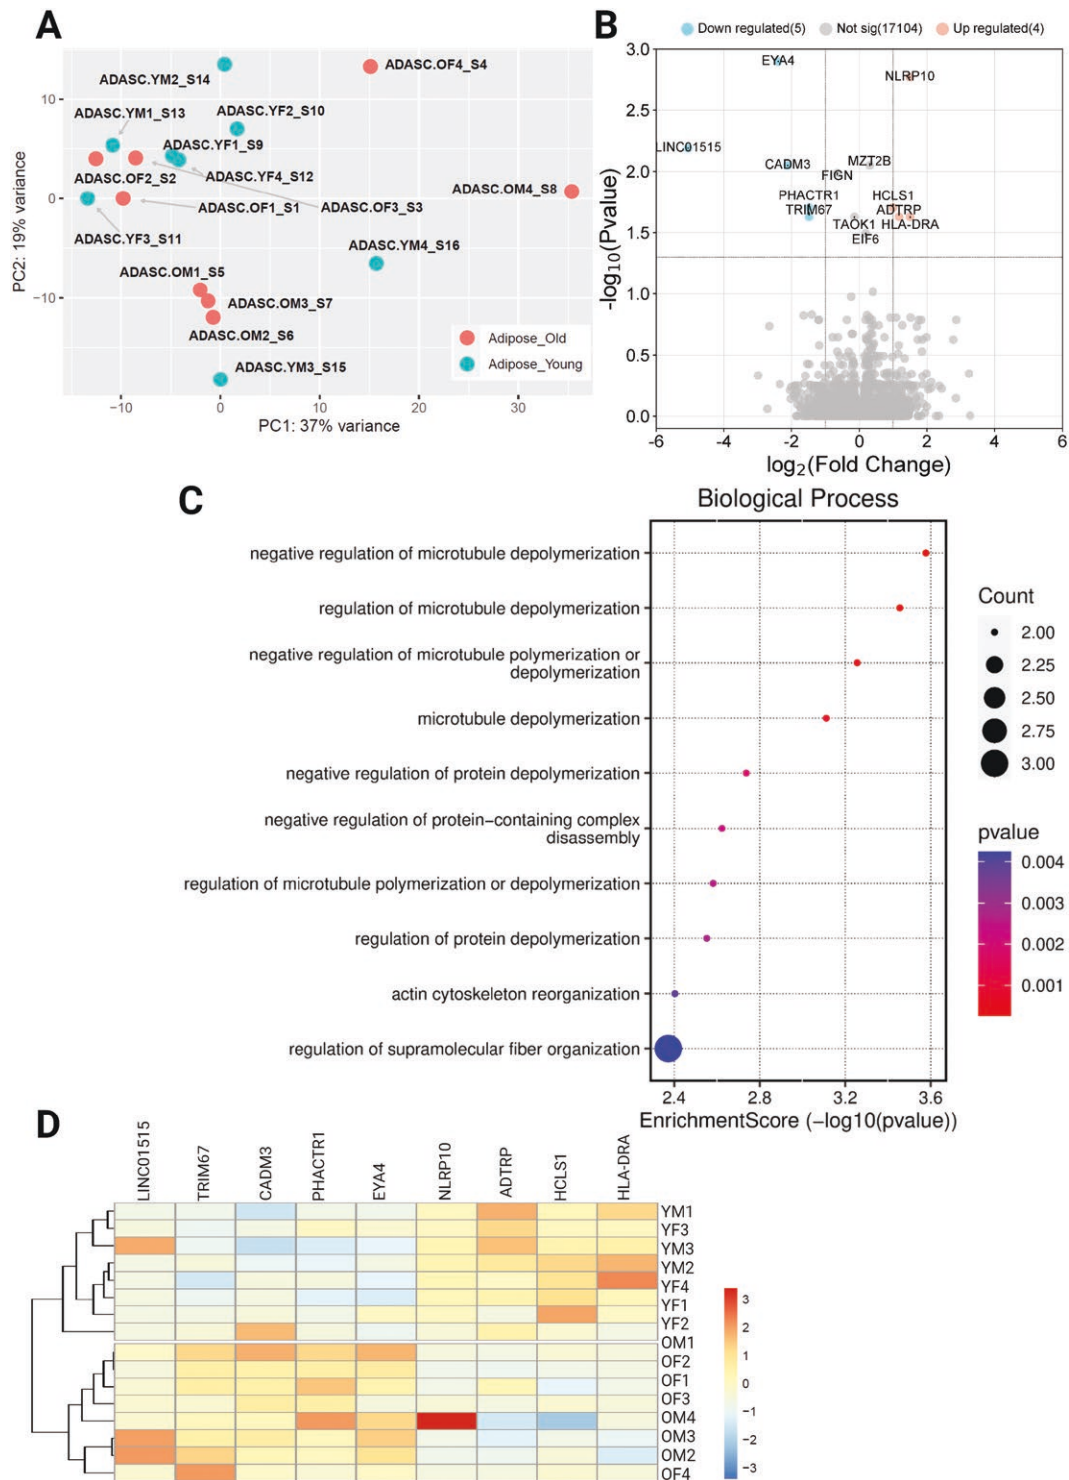 A
ADASC.YM2_S14
ADASC.OF4_S4
ADASC.YM1_S13
ADASC.YF2_S10
ADASC.YF1_S9
ADASC.OF2_S2
ADASC.YF4_S12
ADASC.OM4_S8
ADASC.OF1_S1
ADASC.OF3_S3
ADASC.YF3_S11
ADASC.YM4_S16
ADASC.OM1_S5
ADASC.OM3_S7
ADASC.OM2_S6
ADASC.YM3_S15
Adipose_Old
Adipose_Young
10
0
−10
PC2: 19% variance
−10
0
10
20
30
PC1: 37% variance
B
Down regulated(5)
Not sig(17104)
Up regulated(4)
EYA4
NLRP10
LINC01515
CADM3
MZT2B
FIGN
PHACTR1
HCLS1
TRIM67
ADTRP
TAOK1
HLA-DRA
EIF6
3.0
2.5
2.0
1.5
1.0
0.5
0.0
-log10(Pvalue)
-6
-4
-2
0
2
4
6
log2(Fold Change)
C
Biological Process
negative regulation of microtubule depolymerization
regulation of microtubule depolymerization
negative regulation of microtubule polymerization or
depolymerization
microtubule depolymerization
negative regulation of protein depolymerization
negative regulation of protein−containing complex
disassembly
regulation of microtubule polymerization or depolymerization
regulation of protein depolymerization
actin cytoskeleton reorganization
regulation of supramolecular fiber organization
2.4
2.8
3.2
3.6
EnrichmentScore (−log10(pvalue))
Count
2.00
2.25
2.50
2.75
3.00
pvalue
0.004
0.003
0.002
0.001
D
LINC01515
TRIM67
CADM3
PHACTR1
EYA4
NLRP10
ADTRP
HCLS1
HLA-DRA
YM1
YF3
YM3
YM2
YF4
YF1
YF2
OM1
OF2
OF1
OF3
OM4
OM3
OM2
OF4
3
2
1
0
−1
−2
−3